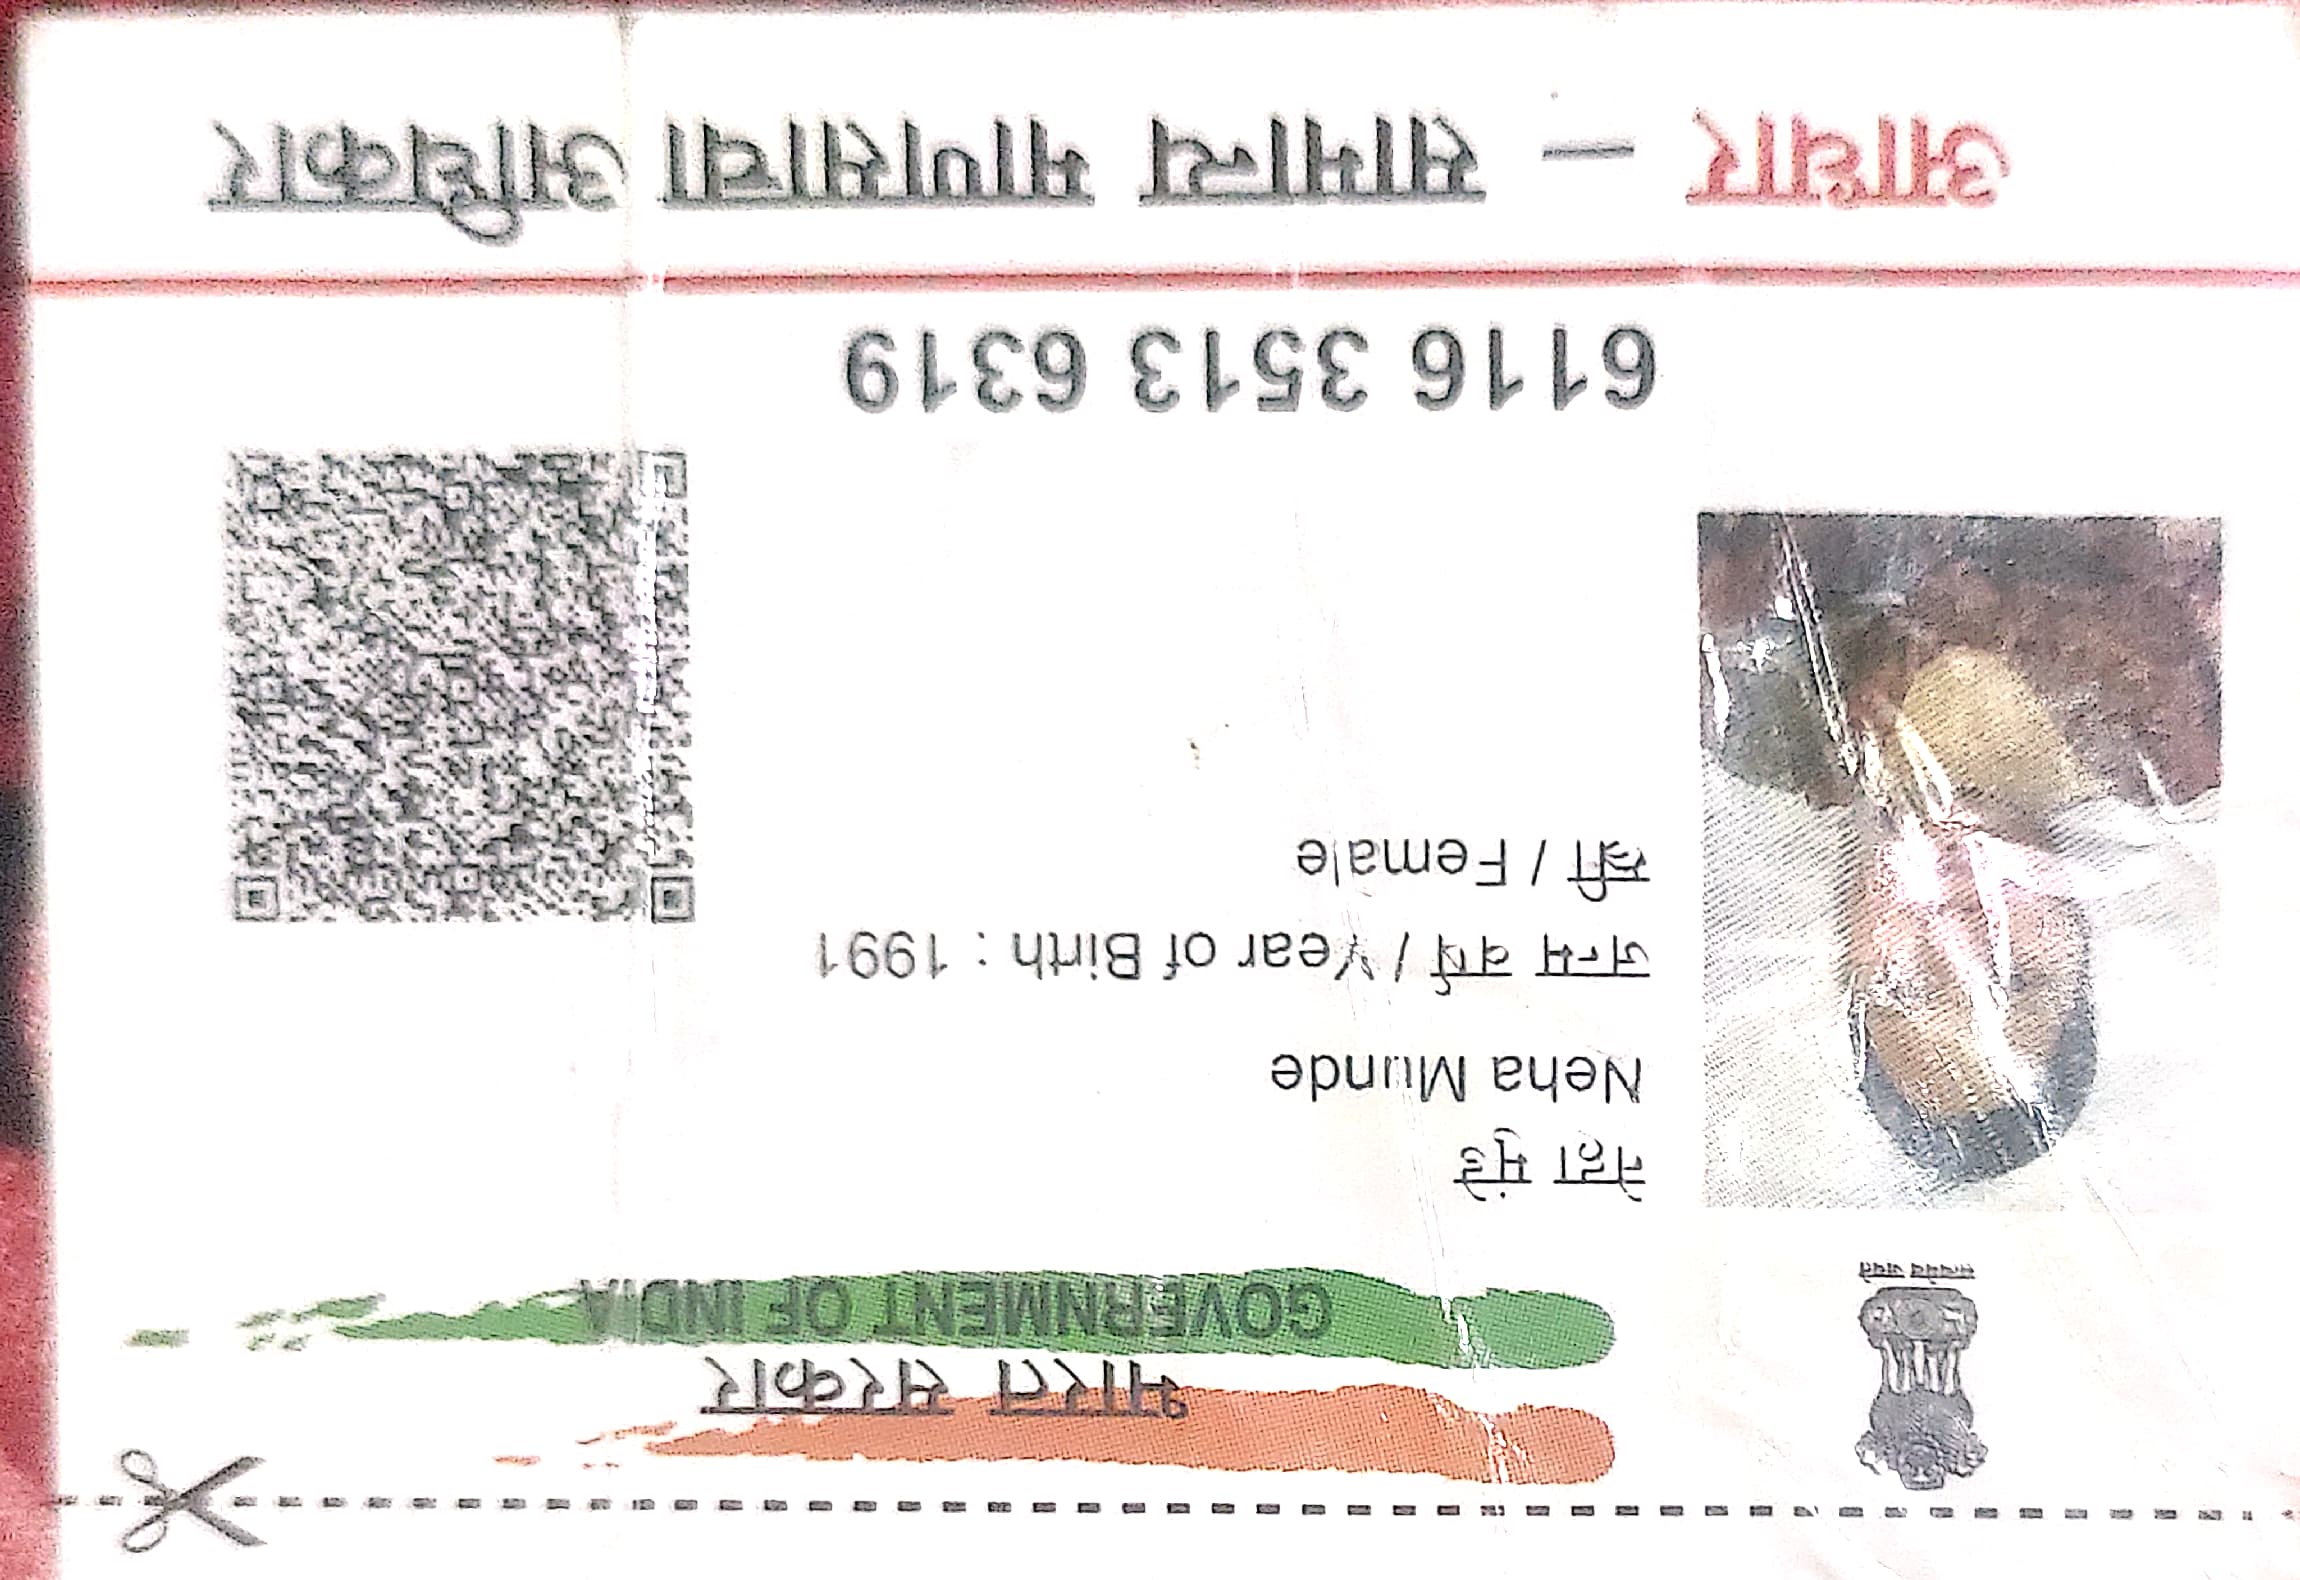 भारत सरकार
GOVERNMENT OF INDIA
सत्यमेव जयते
नेहा मुंडे
Neha Munde
जन्म वर्ष / Year of Birth : 1991
स्त्री / Female
6116 3513 6319
आधार — सामान्य माणसाचा अधिकार